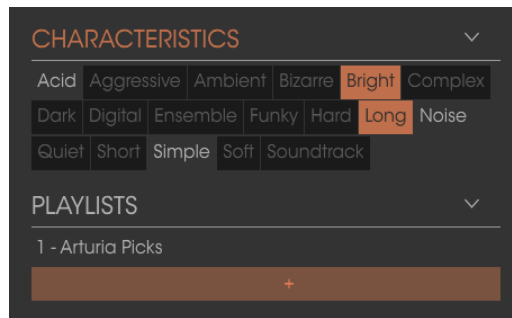 CHARACTERISTICS
Acid Aggressive Ambient Bizarre Bright Complex
Dark Digital Ensemble Funky Hard Long Noise
Quiet Short Simple Soft Soundtrack
PLAYLISTS
1 - Arturia Picks
+